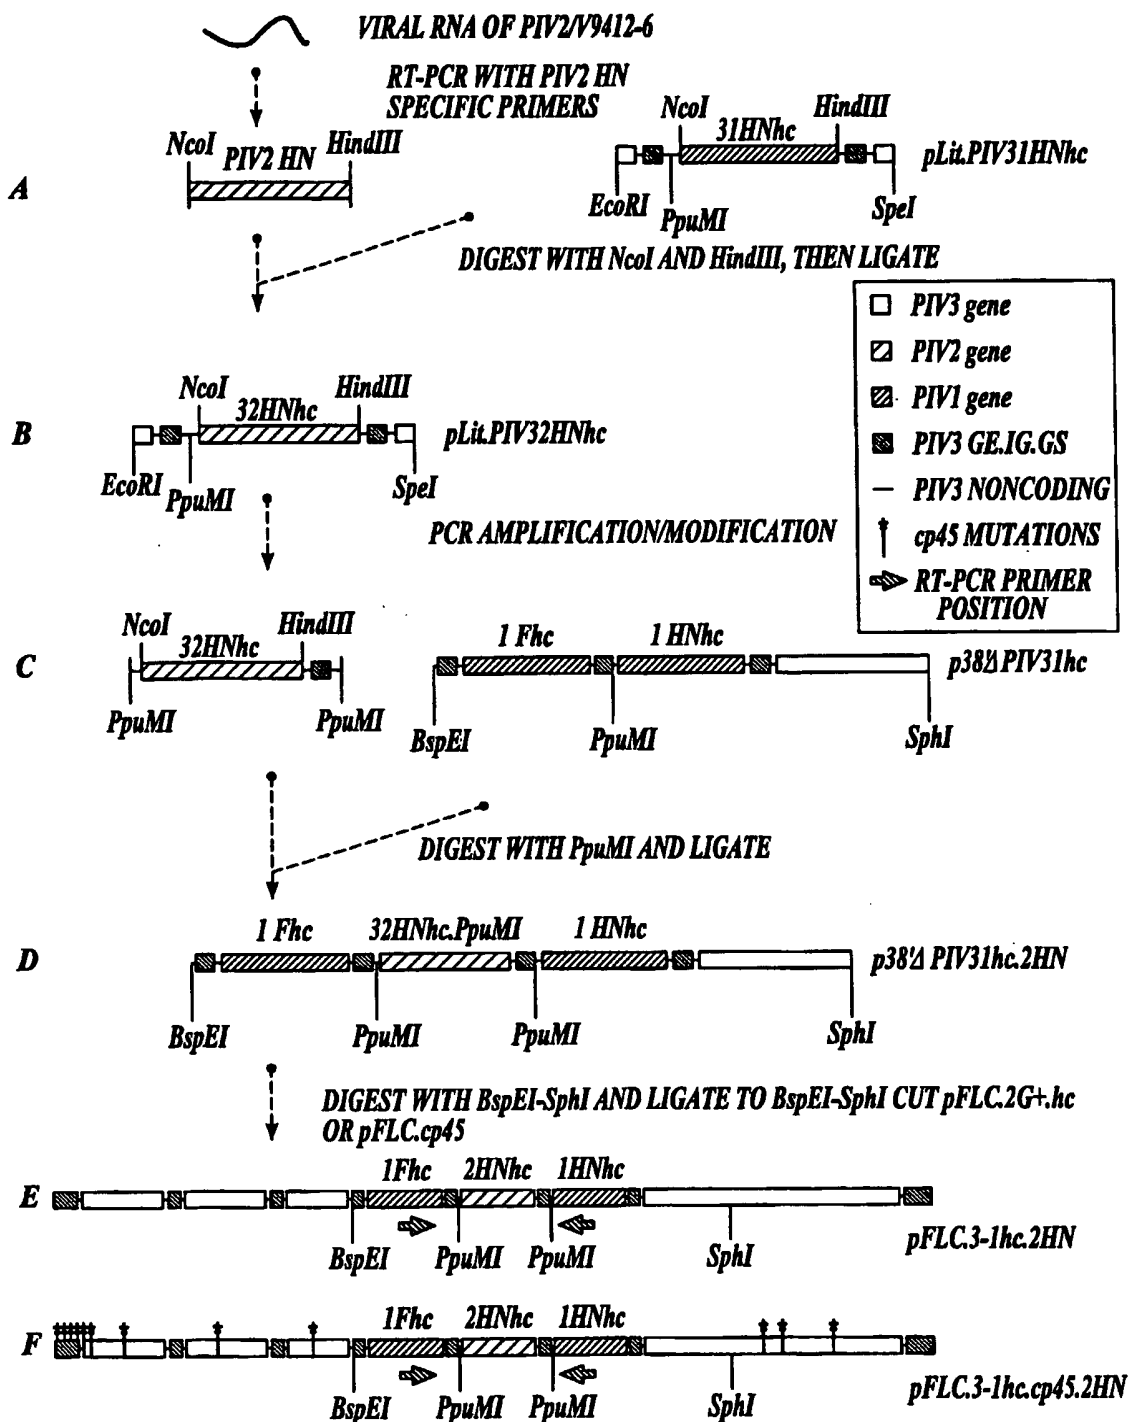 VIRAL RNA OF PIV2/V9412-6
RT-PCR WITH PIV2 HN
SPECIFIC PRIMERS
NcoI
PIV2 HN
HindIII
NcoI
31HNhc
HindIII
pLit.PIV31HNhc
A
EcoRI
PpuMI
SpeI
DIGEST WITH NcoI AND HindIII, THEN LIGATE
PIV3 gene
PIV2 gene
PIV1 gene
PIV3 GE.IG.GS
PIV3 NONCODING
cp45 MUTATIONS
RT-PCR PRIMER
POSITION
NcoI
32HNhc
HindIII
B
pLit.PIV32HNhc
EcoRI
PpuMI
SpeI
PCR AMPLIFICATION/MODIFICATION
NcoI
32HNhc
HindIII
1 Fhc
1 HNhc
C
p38'Δ PIV31hc
PpuMI
PpuMI
BspEI
PpuMI
SphI
DIGEST WITH PpuMI AND LIGATE
1 Fhc
32HNhc.PpuMI
1 HNhc
D
p38'Δ PIV31hc.2HN
BspEI
PpuMI
PpuMI
SphI
DIGEST WITH BspEI-SphI AND LIGATE TO BspEI-SphI CUT pFLC.2G+.hc
OR pFLC.cp45
1Fhc
2HNhc
1HNhc
E
BspEI
PpuMI
PpuMI
SphI
pFLC.3-1hc.2HN
1Fhc
2HNhc
1HNhc
F
BspEI
PpuMI
PpuMI
SphI
pFLC.3-1hc.cp45.2HN